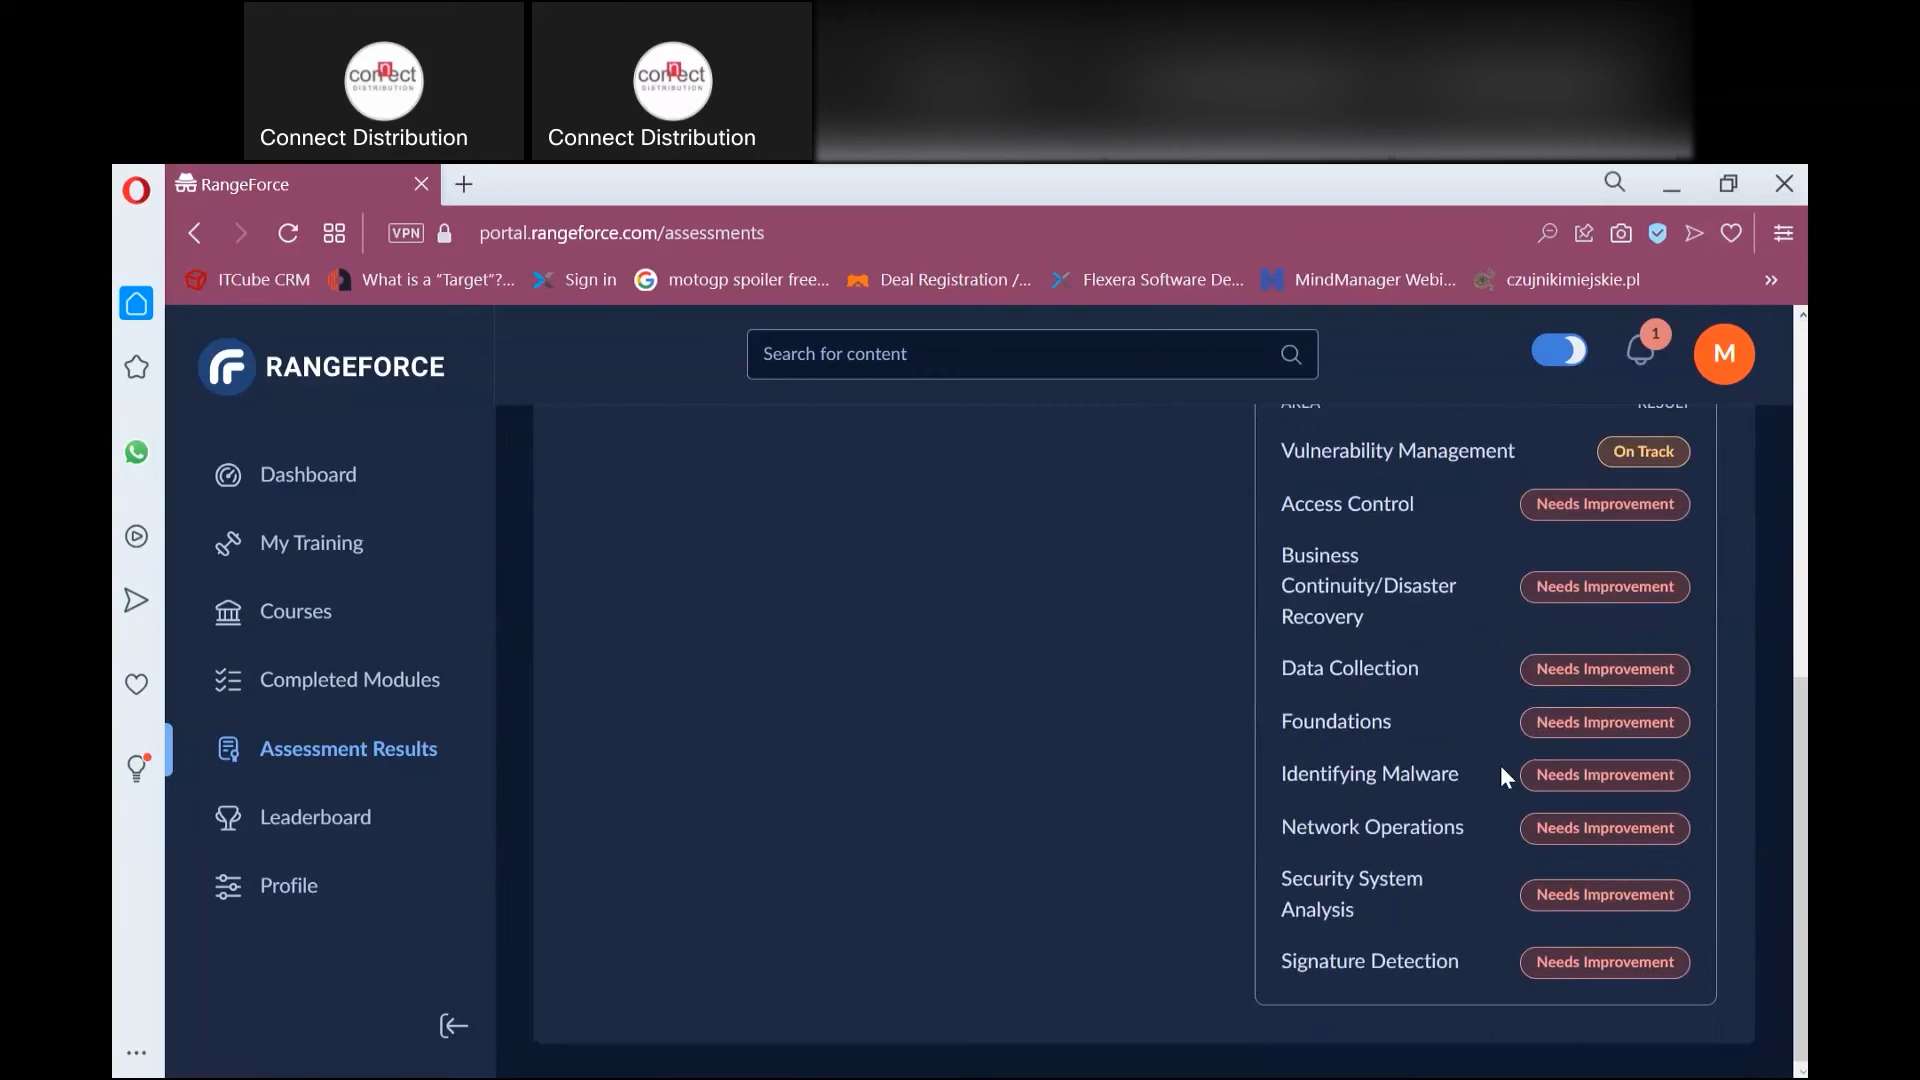 connect
DISTRIBUTION
Connect Distribution
connect
DISTRIBUTION
Connect Distribution
RangeForce
VPN
portal.rangeforce.com/assessments
ITCube CRM
What is a “Target”?...
Sign in
motogp spoiler free...
Deal Registration /...
Flexera Software De...
MindManager Webi...
czujnikimiejskie.pl
RANGEFORCE
Search for content
1
M
Dashboard
My Training
Courses
Completed Modules
Assessment Results
Leaderboard
Profile
AREA
RESULT
Vulnerability Management
On Track
Access Control
Needs Improvement
Business
Continuity/Disaster
Recovery
Needs Improvement
Data Collection
Needs Improvement
Foundations
Needs Improvement
Identifying Malware
Needs Improvement
Network Operations
Needs Improvement
Security System
Analysis
Needs Improvement
Signature Detection
Needs Improvement